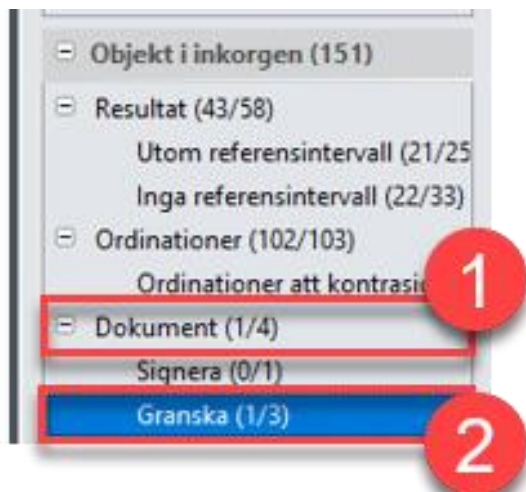 Objekt i inkorgen (151)
Resultat (43/58)
Utom referensintervall (21/25
Inga referensintervall (22/33)
Ordinationer (102/103)
Ordinationer att
1
Dokument (1/4)
Signera (0/1)
Granska (1/3)
2